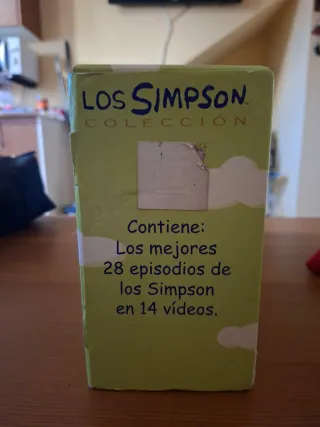 LOS SIMPSON
COLECCIÓN
Contiene:
Los mejores
28 episodios de
los Simpson
en 14 vídeos.